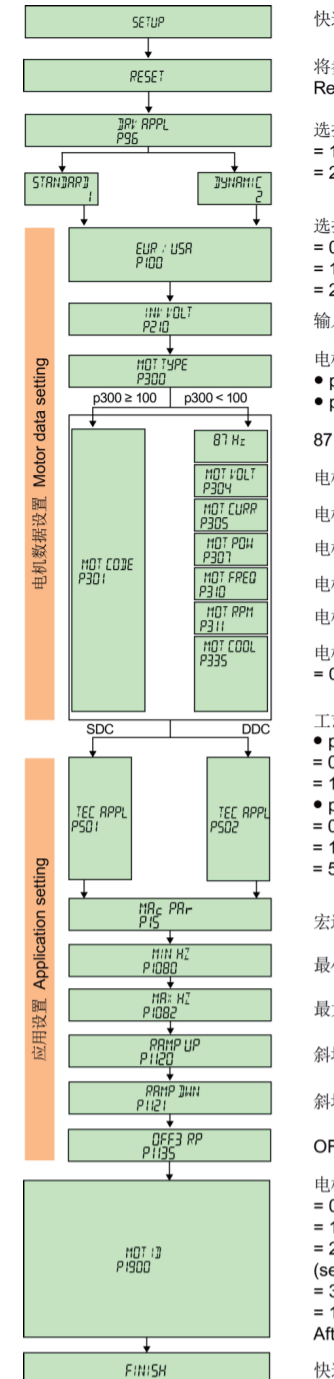 SETUP
快
RESET
将
Re
DRV APPL
P96
选
= 1
= 2
STANDARD
1
DYNAMIC
2
EUR / USA
P100
选
= 0
= 1
= 2
INV VOLT
P210
输
MOT TYPE
P300
电
● p
● p
p300 ≥ 100
p300 < 100
电机数据设置 Motor data setting
MOT CODE
P301
87 Hz
87
MOT VOLT
P304
电
MOT CURR
P305
电
MOT POW
P307
电
MOT FREQ
P310
电
MOT RPM
P311
电
MOT COOL
P335
电
= 0
SDC
DDC
工
● p
= 0
= 1
● p
= 0
= 1
= 5
TEC APPL
P501
TEC APPL
P502
应用设置 Application setting
MAc PAr
P15
宏
MIN HZ
P1080
最
MAX HZ
P1082
最
RAMP UP
P1120
斜
RAMP DWN
P1121
斜
OFF3 RP
P1135
OF
MOT ID
P1900
电
= 0
= 1
= 2
(se
= 3
= 1
Aft
FINISH
快